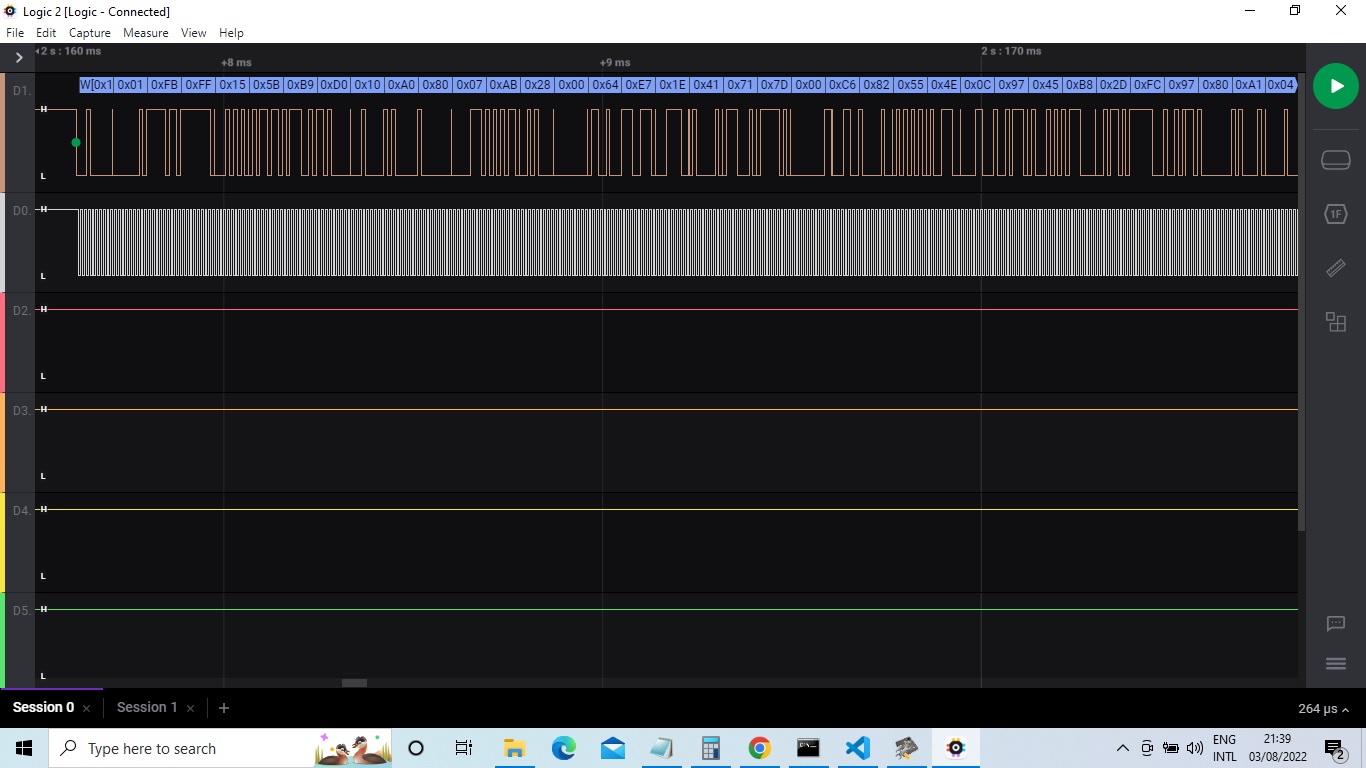 Logic 2 [Logic - Connected]
File Edit Capture Measure View Help
2 s : 160 ms +8 ms +9 ms 2 s : 170 ms
D1.
W[0x1 0x01 0xFB 0xFF 0x15 0x5B 0xB9 0xD0 0x10 0xA0 0x80 0x07 0xAB 0x28 0x00 0x64 0xE7 0x1E 0x41 0x71 0x7D 0x00 0xC6 0x82 0x55 0x4E 0x0C 0x97 0x45 0xB8 0x2D 0xFC 0x97 0x80 0xA1 0x04
H
L
D0.
H
L
D2.
H
L
D3.
H
L
D4.
H
L
D5.
H
L
1F
Session 0 × Session 1 × +
264 µs
Type here to search
ENG
INTL
21:39
03/08/2022
2